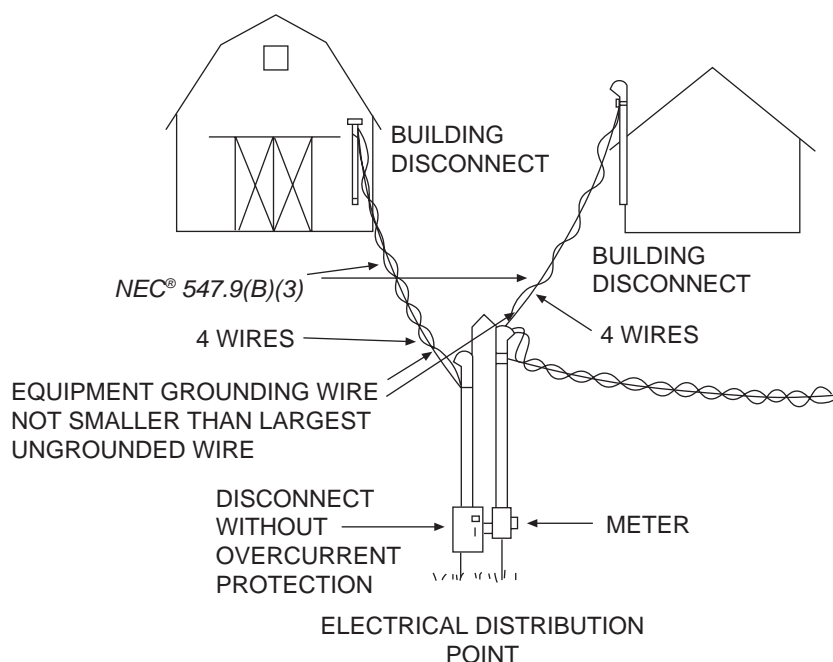 BUILDING
DISCONNECT
BUILDING
DISCONNECT
NEC® 547.9(B)(3)
4 WIRES
4 WIRES
EQUIPMENT GROUNDING WIRE
NOT SMALLER THAN LARGEST
UNGROUNDED WIRE
DISCONNECT
WITHOUT
OVERCURRENT
PROTECTION
METER
ELECTRICAL DISTRIBUTION
POINT